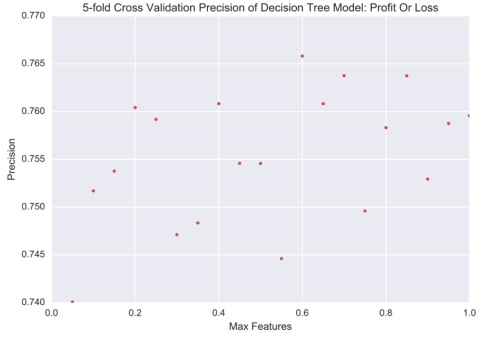 5-fold Cross Validation Precision of Decision Tree Model: Profit Or Loss
0.770
0.765
0.760
0.755
0.750
0.745
0.740
Precision
0.0 0.2 0.4 0.6 0.8 1.0
Max Features